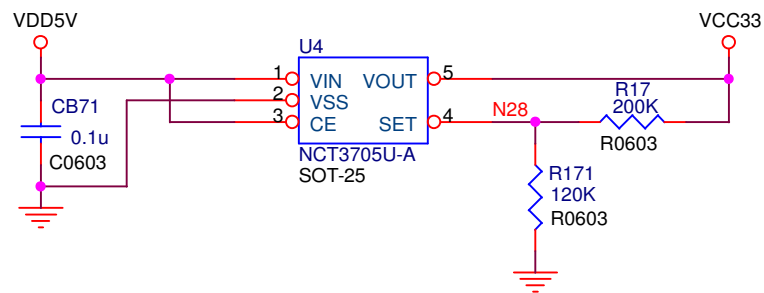 VDD5V
VCC33
U4
1 VIN VOUT 5
2 VSS
3 CE SET 4
N28
R17
200K
R0603
CB71
0.1u
C0603
NCT3705U-A
SOT-25
R171
120K
R0603